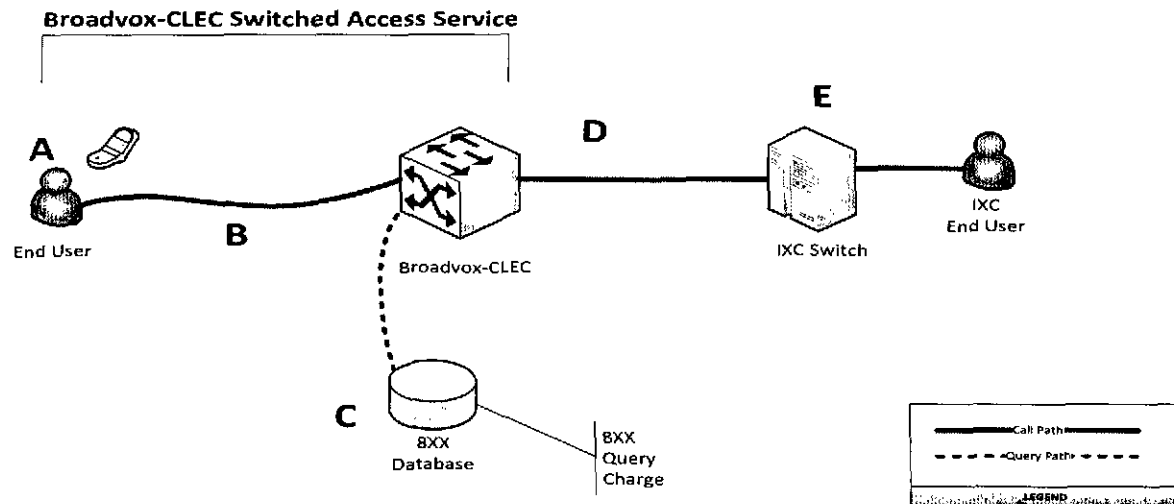 Broadvox-CLEC Switched Access Service
A
B
C
D
E
End User
Broadvox-CLEC
IXC Switch
IXC
End User
8XX
Database
8XX
Query
Charge
Call Path
Query Path
LEGEND